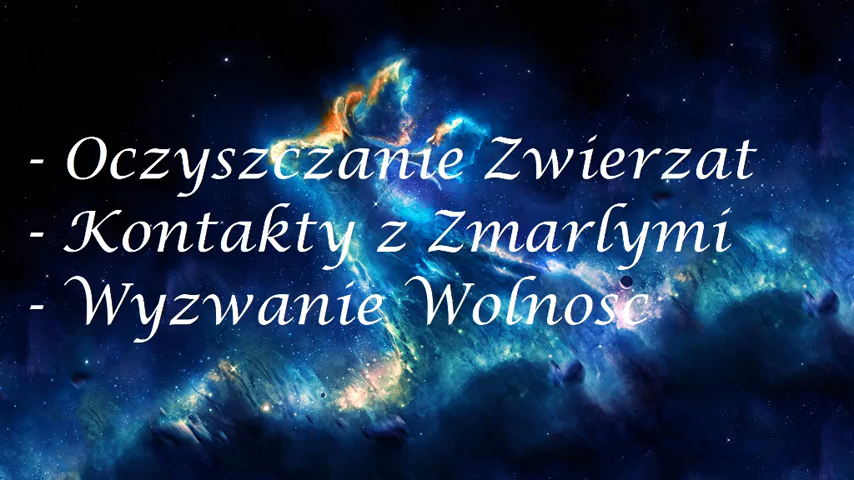 - Oczyszczanie Zwierzat
- Kontakty z Zmarlymi
- Wyzwanie Wolnosc